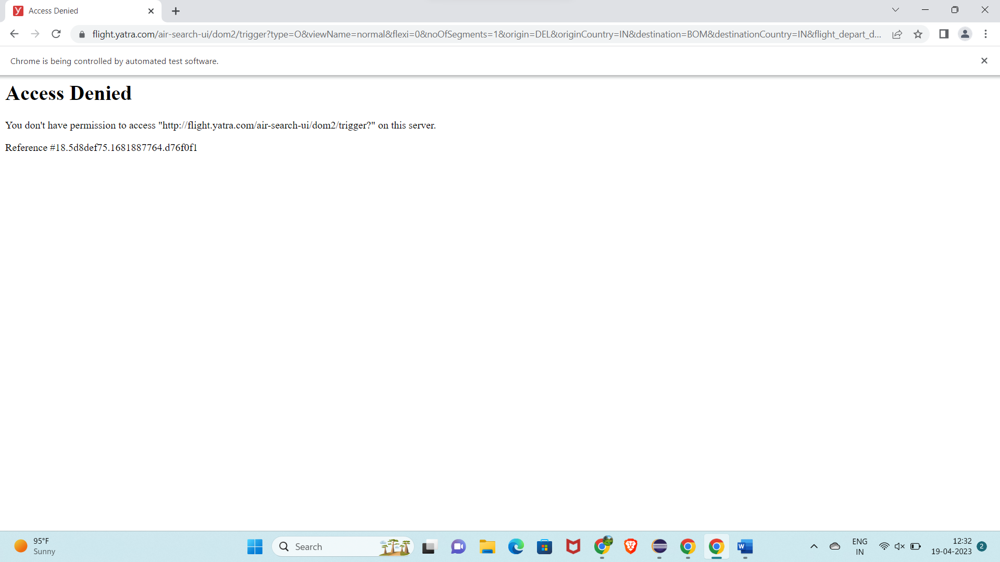 Access Denied
flight.yatra.com/air-search-ui/dom2/trigger?type=O&viewName=normal&flexi=0&noOfSegments=1&origin=DEL&originCountry=IN&destination=BOM&destinationCountry=IN&flight_depart_d...
Chrome is being controlled by automated test software.
Access Denied
You don't have permission to access "http://flight.yatra.com/air-search-ui/dom2/trigger?" on this server.
Reference #18.5d8def75.1681887764.d76f0f1
95°F
Sunny
Search
ENG
IN
12:32
19-04-2023
2